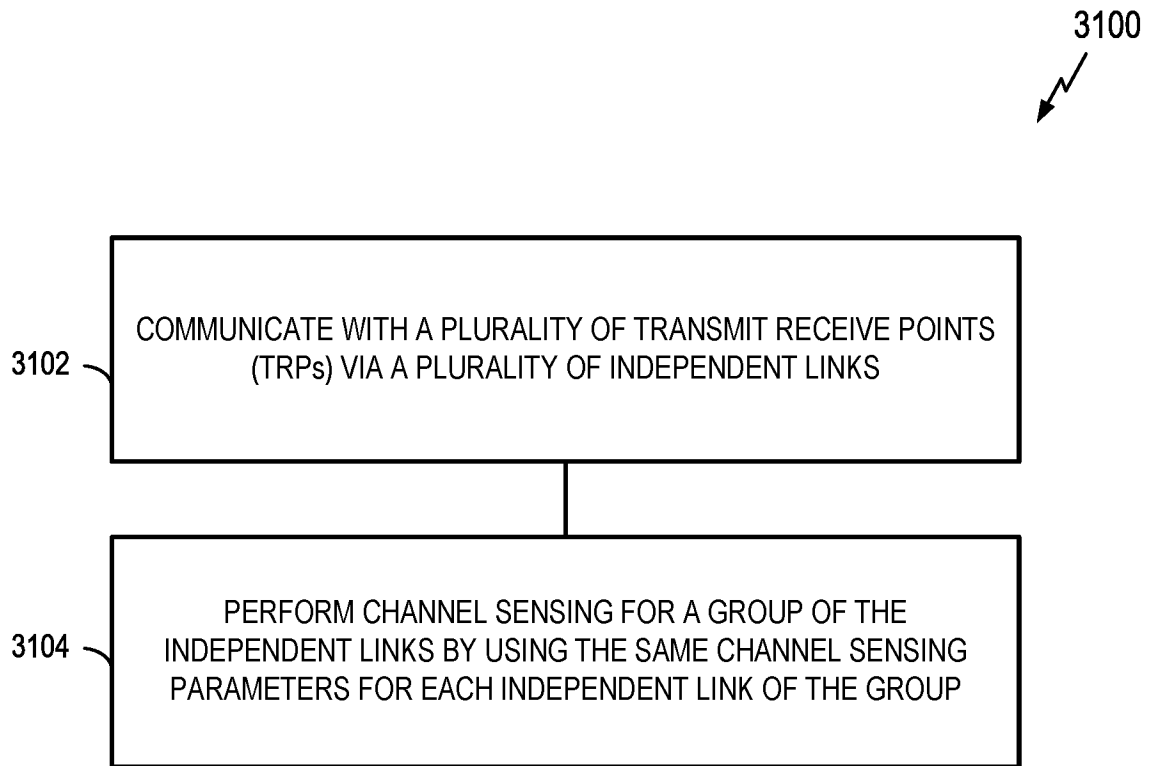 3100
3102
COMMUNICATE WITH A PLURALITY OF TRANSMIT RECEIVE POINTS
(TRPs) VIA A PLURALITY OF INDEPENDENT LINKS
3104
PERFORM CHANNEL SENSING FOR A GROUP OF THE
INDEPENDENT LINKS BY USING THE SAME CHANNEL SENSING
PARAMETERS FOR EACH INDEPENDENT LINK OF THE GROUP